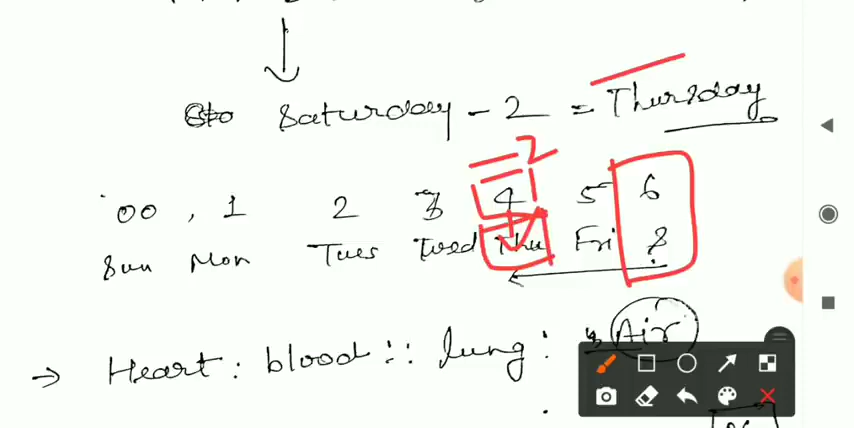 Saturday - 2 = Thursday
2
00 , 1 2 3 4 5 6
Sun Mon Tues Wed Thu Fri
→ Heart : blood :: lung : Air